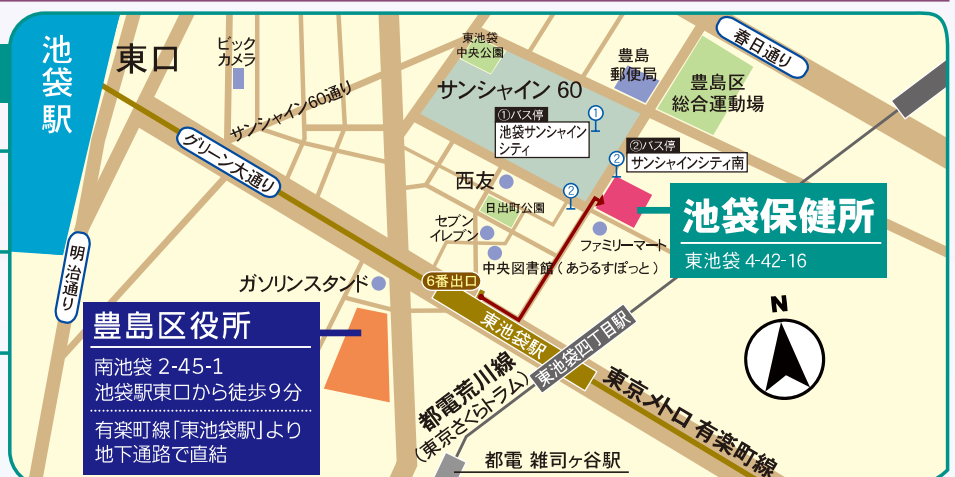 池袋駅
東口
ビック
カメラ
サンシャイン60通り
東池袋
中央公園
サンシャイン 60
豊島
郵便局
豊島区
総合運動場
春日通り
①バス停
池袋サンシャイン
シティ
①
②バス停
サンシャインシティ南
②
②
グリーン大通り
西友
日出町公園
セブン
イレブン
中央図書館（あうるすぽっと）
ファミリーマート
池袋保健所
東池袋 4-42-16
明治通り
ガソリンスタンド
6番出口
東池袋駅
東池袋四丁目駅
豊島区役所
南池袋 2-45-1
池袋駅東口から徒歩9分
有楽町線「東池袋駅」より
地下通路で直結
都電荒川線
（東京さくらトラム）
東京メトロ 有楽町線
都電 雑司ヶ谷駅
N